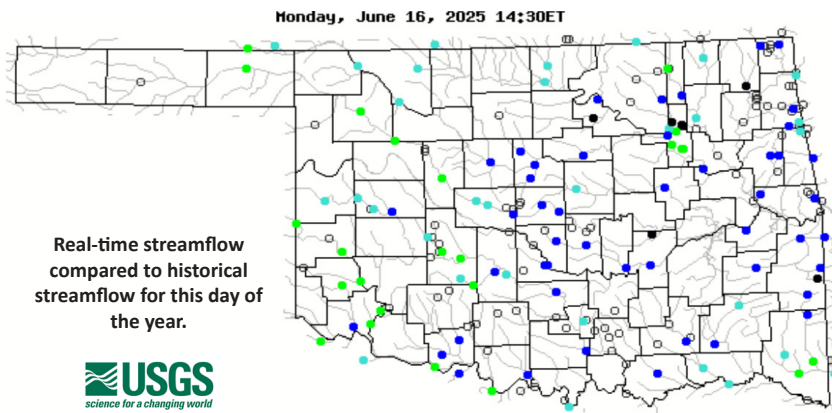 Monday, June 16, 2025 14:30ET
Real-time streamflow
compared to historical
streamflow for this day of
the year.
USGS
science for a changing world